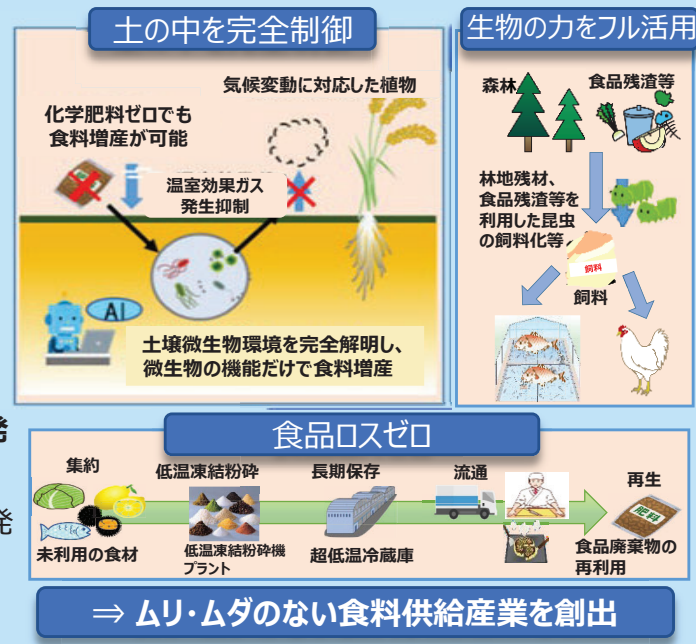 土の中を完全制御
化学肥料ゼロでも
食料増産が可能
気候変動に対応した植物
温室効果ガス
発生抑制
AI
土壌微生物環境を完全解明し、
微生物の機能だけで食料増産
生物の力をフル活用
森林
食品残渣等
林地残材、
食品残渣等を
利用した昆虫
の飼料化等
飼料
飼料
発
食品ロスゼロ
集約
低温凍結粉砕
長期保存
流通
再生
肥料
未利用の食材
低温凍結粉砕機
プラント
超低温冷蔵庫
食品廃棄物の
再利用
⇒ ムリ・ムダのない食料供給産業を創出